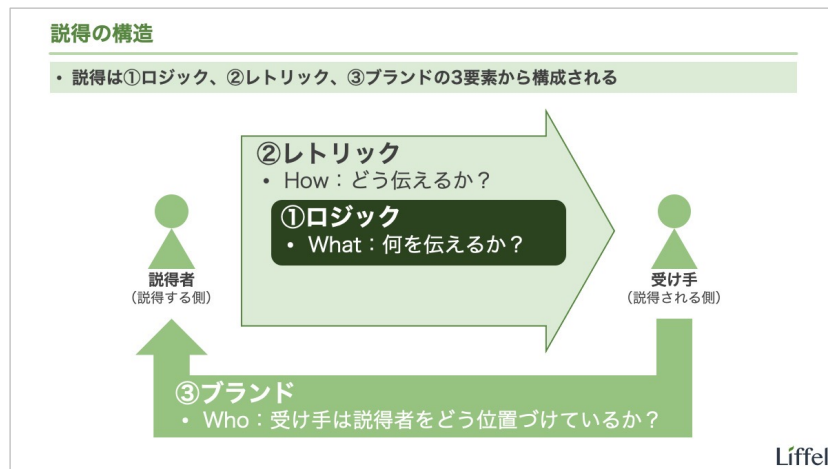 説得の構造
• 説得は①ロジック、②レトリック、③ブランドの3要素から構成される
②レトリック
• How：どう伝えるか？
①ロジック
• What：何を伝えるか？
説得者
（説得する側）
受け手
（説得される側）
③ブランド
• Who：受け手は説得者をどう位置づけているか？
Liffel